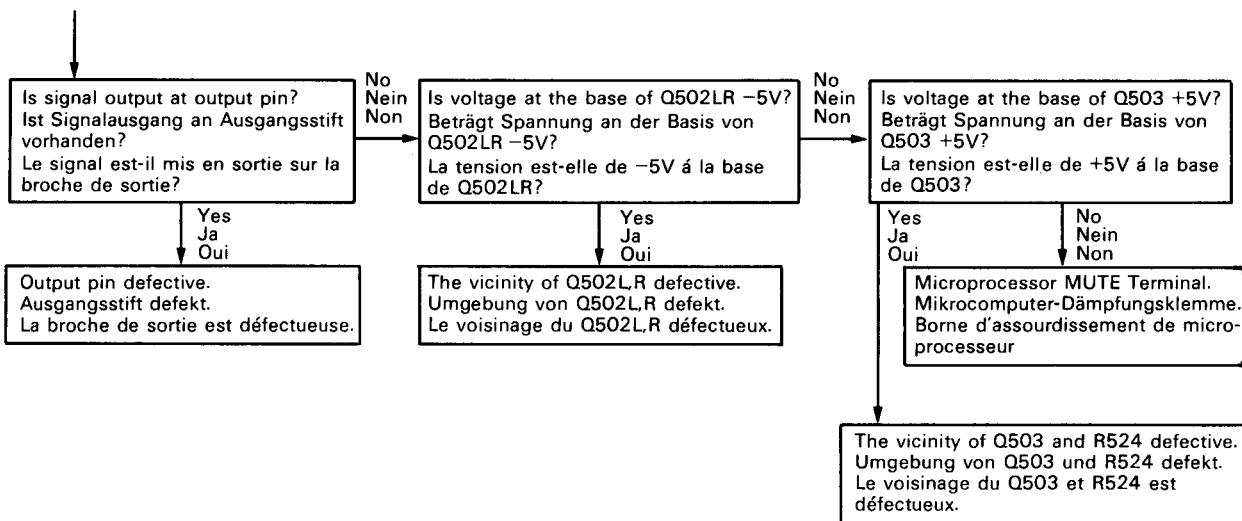 Is signal output at output pin?
Ist Signalausgang an Ausgangsstift
vorhanden?
Le signal est-il mis en sortie sur la
broche de sortie?
No
Nein
Non
Is voltage at the base of Q502LR −5V?
Beträgt Spannung an der Basis von
Q502LR −5V?
La tension est-elle de −5V á la base
de Q502LR?
No
Nein
Non
Is voltage at the base of Q503 +5V?
Beträgt Spannung an der Basis von
Q503 +5V?
La tension est-elle de +5V á la base
de Q503?
Yes
Ja
Oui
Yes
Ja
Oui
Yes
Ja
Oui
No
Nein
Non
Output pin defective.
Ausgangsstift defekt.
La broche de sortie est défectueuse.
The vicinity of Q502L,R defective.
Umgebung von Q502L,R defekt.
Le voisinage du Q502L,R défectueux.
Microprocessor MUTE Terminal.
Mikrocomputer-Dämpfungsklemme.
Borne d'assourdissement de micro-
processeur
The vicinity of Q503 and R524 defective.
Umgebung von Q503 und R524 defekt.
Le voisinage du Q503 et R524 est
défectueux.